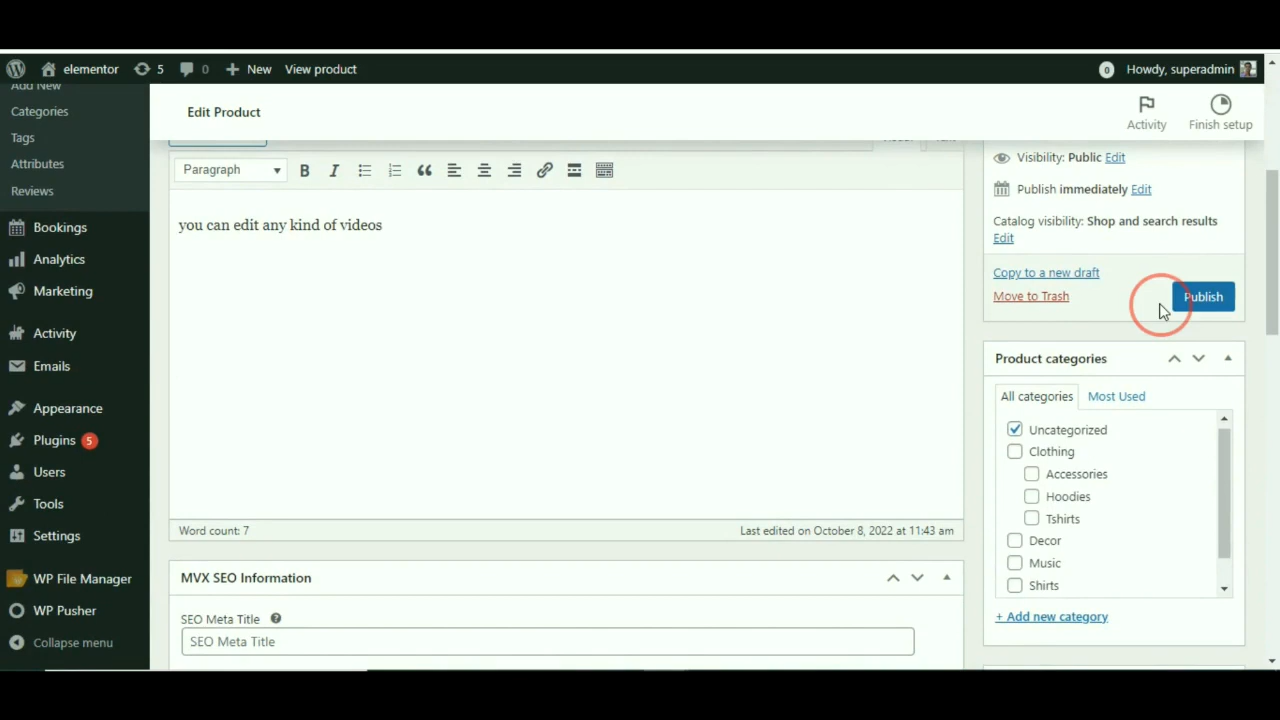 elementor
5
0
New
View product
0
Howdy, superadmin
Add New
Categories
Tags
Attributes
Reviews
Bookings
Analytics
Marketing
Activity
Emails
Appearance
Plugins 5
Users
Tools
Settings
WP File Manager
WP Pusher
Collapse menu
Edit Product
Activity
Finish setup
Paragraph
you can edit any kind of videos
Word count: 7
Last edited on October 8, 2022 at 11:43 am
MVX SEO Information
SEO Meta Title
SEO Meta Title
Visibility: Public Edit
Publish immediately Edit
Catalog visibility: Shop and search results
Edit
Copy to a new draft
Move to Trash
Publish
Product categories
All categories
Most Used
Uncategorized
Clothing
Accessories
Hoodies
Tshirts
Decor
Music
Shirts
+ Add new category